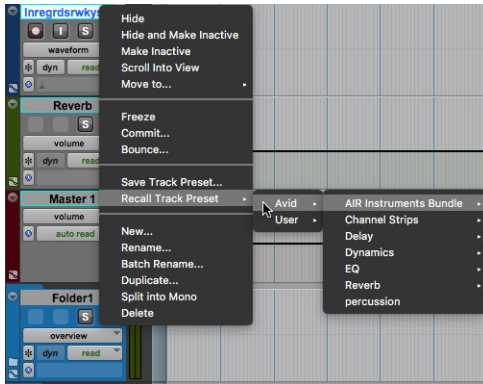 Inregrdsrwkys
I
S
waveform
dyn
read
Reverb
S
volume
dyn
read
Master 1
volume
auto read
Folder1
S
overview
dyn
read
Hide
Hide and Make Inactive
Make Inactive
Scroll Into View
Move to...
Freeze
Commit...
Bounce...
Save Track Preset...
Recall Track Preset
New...
Rename...
Batch Rename...
Duplicate...
Split into Mono
Delete
Avid
User
AIR Instruments Bundle
Channel Strips
Delay
Dynamics
EQ
Reverb
percussion